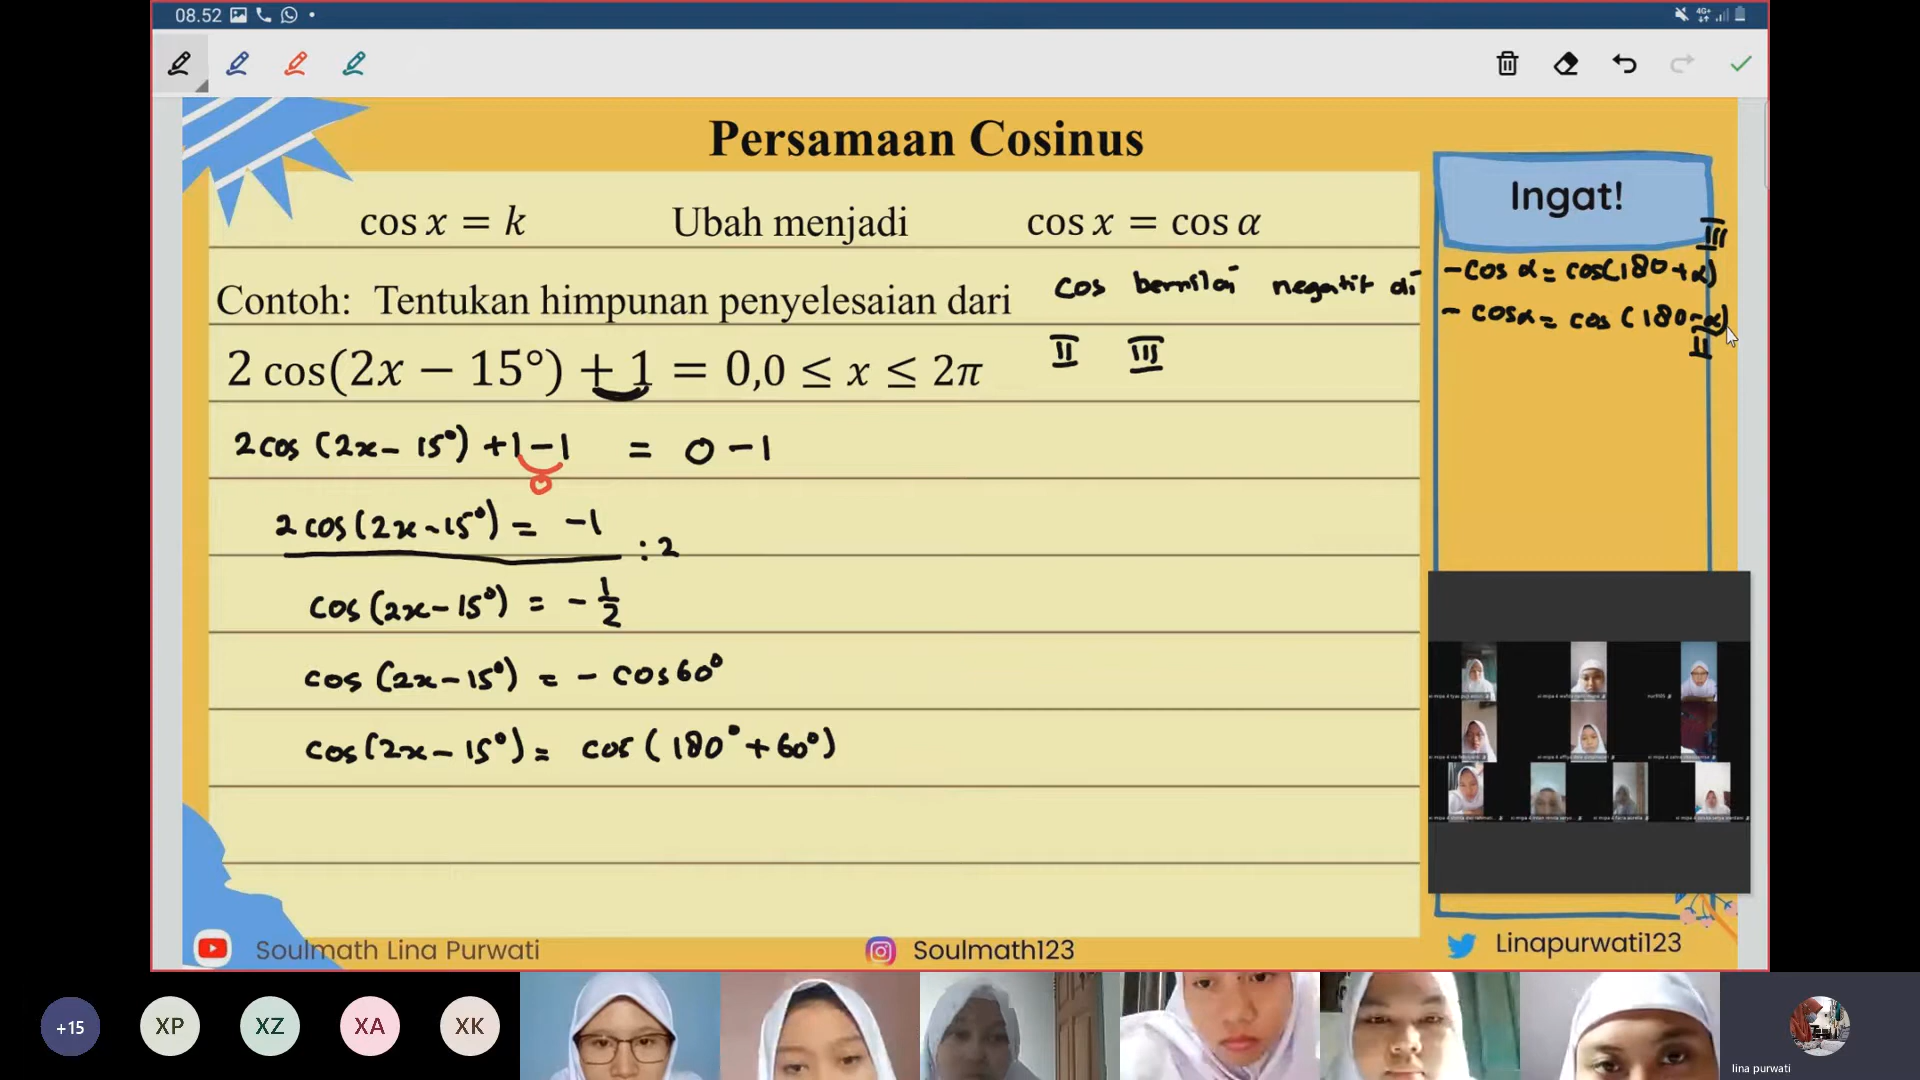 08.52
4G+
Persamaan Cosinus
cos x = k Ubah menjadi cos x = cos α
Contoh: Tentukan himpunan penyelesaian dari
2 cos(2x − 15°) + 1 = 0,0 ≤ x ≤ 2π
cos bernilai negatif di
II III
2cos (2x – 15°) +1 – 1 = 0 – 1
0
2 cos (2x – 15°) = –1
: 2
cos (2x – 15°) = – 1/2
cos (2x – 15°) = – cos 60°
cos (2x – 15°) = cos (180° + 60°)
Ingat!
III
– cos α = cos(180 + α)
– cos α = cos (180 – α)
II
Soulmath Lina Purwati
Soulmath123
Linapurwati123
+15
XP
XZ
XA
XK
lina purwati